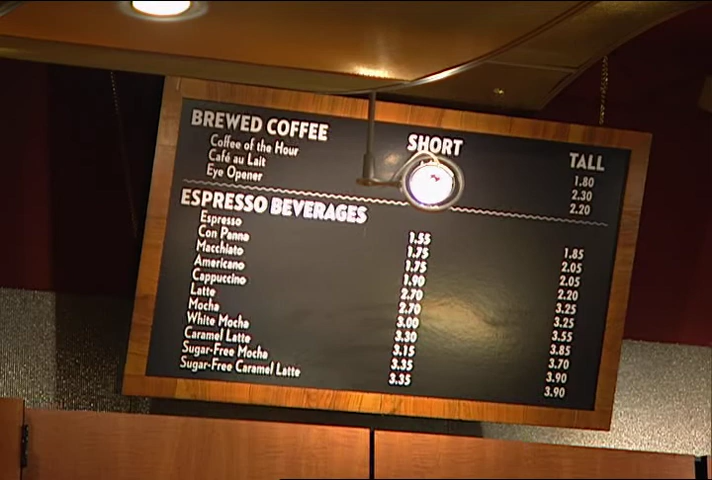 BREWED COFFEE SHORT TALL
Coffee of the Hour 1.80
Café au Lait 2.30
Eye Opener 2.20
ESPRESSO BEVERAGES
Espresso 1.55 1.85
Con Panna 1.75 2.05
Macchiato 1.75 2.05
Americano 1.90 2.20
Cappuccino 2.70 3.25
Latte 2.70 3.25
Mocha 3.00 3.55
White Mocha 3.30 3.85
Caramel Latte 3.15 3.70
Sugar-Free Mocha 3.35 3.90
Sugar-Free Caramel Latte 3.35 3.90